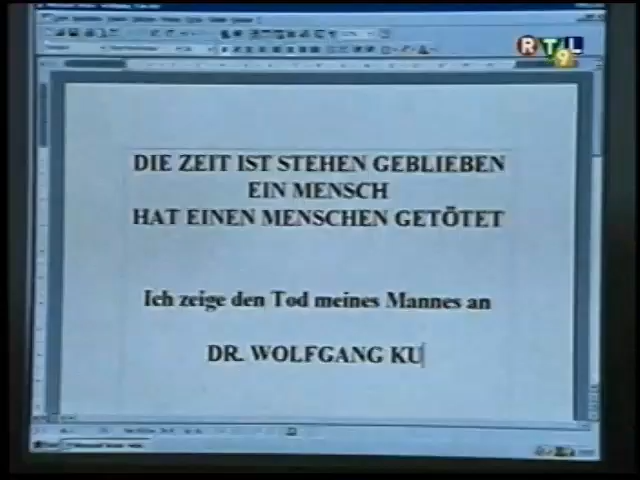 RTL9
DIE ZEIT IST STEHEN GEBLIEBEN
EIN MENSCH
HAT EINEN MENSCHEN GETÖTET
Ich zeige den Tod meines Mannes an
DR. WOLFGANG KU